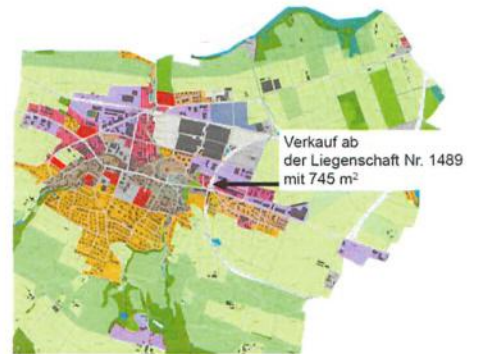 Verkauf ab
der Liegenschaft Nr. 1489
mit 745 m²